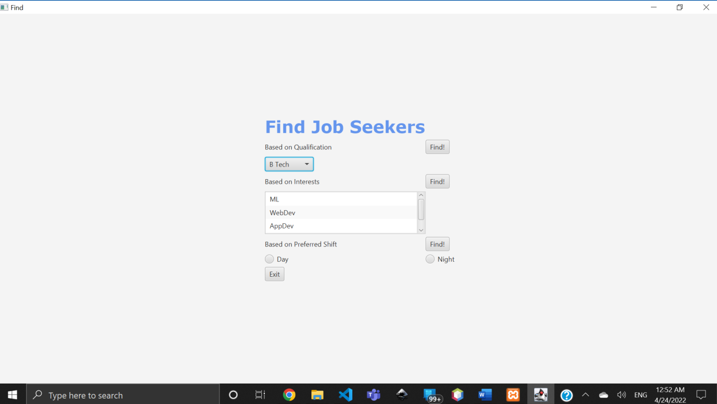 Find
Find Job Seekers
Based on Qualification Find!
B Tech
Based on Interests Find!
ML
WebDev
AppDev
Based on Preferred Shift Find!
Day Night
Exit
Type here to search
99+
ENG
12:52 AM
4/24/2022